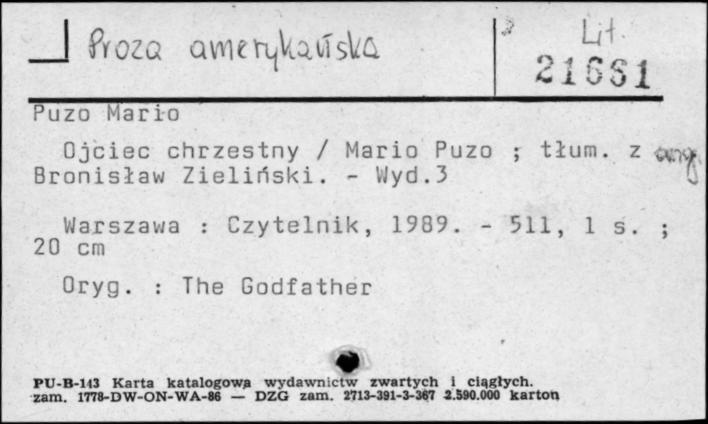 Proza amerykańska
Lit.
21661
Puzo Mario
Ojciec chrzestny / Mario Puzo ; tłum. z ang.
Bronisław Zieliński. - Wyd.3
Warszawa : Czytelnik, 1989. - 511, 1 s. ;
20 cm
Oryg. : The Godfather
PU-B-143 Karta katalogowa wydawnictw zwartych i ciągłych.
zam. 1778-DW-ON-WA-86 — DZG zam. 2713-391-3-367 2.590.000 karton